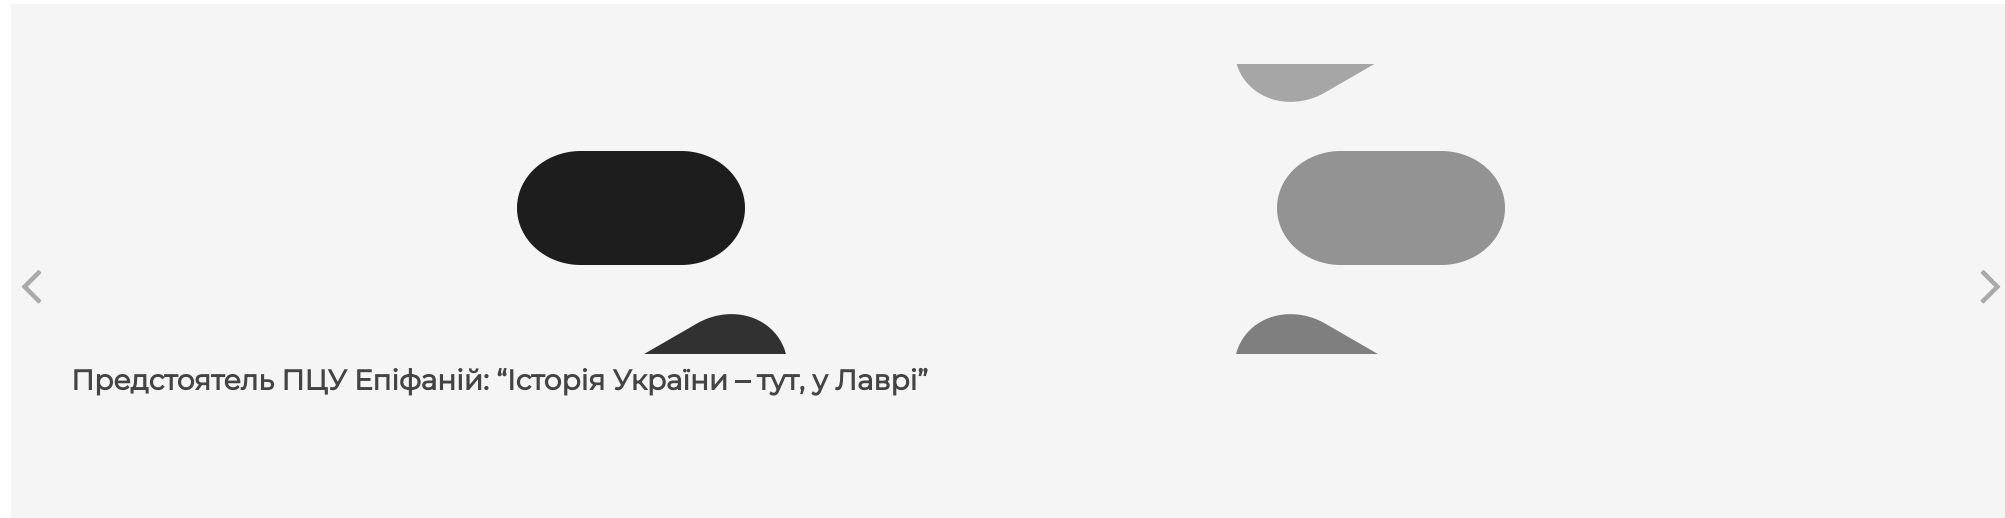 Предстоятель ПЦУ Епіфаній: “Історія України – тут, у Лаврі”